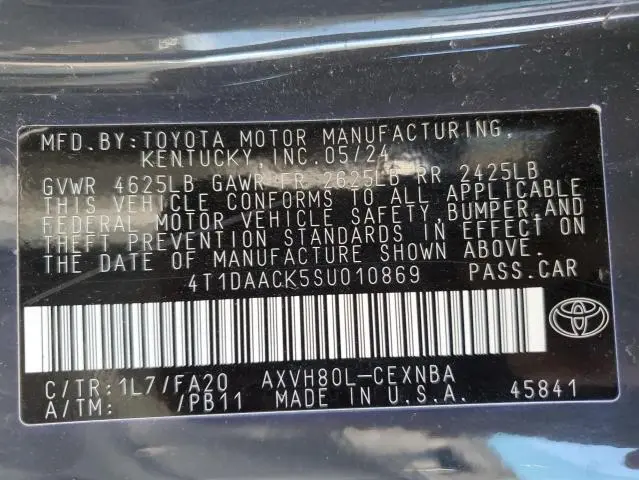 MFD. BY: TOYOTA MOTOR MANUFACTURING,
KENTUCKY, INC. 05/24
GVWR 4625LB GAWR FR 2625LB RR 2425LB
THIS VEHICLE CONFORMS TO ALL APPLICABLE
FEDERAL MOTOR VEHICLE SAFETY, BUMPER, AND
THEFT PREVENTION STANDARDS IN EFFECT ON
THE DATE OF MANUFACTURE SHOWN ABOVE.
4T1DAACK5SU010869 PASS. CAR
C/TR: 1L7/FA20 AXVH80L-CEXNBA
A/TM: /PB11 MADE IN U.S.A. 45841